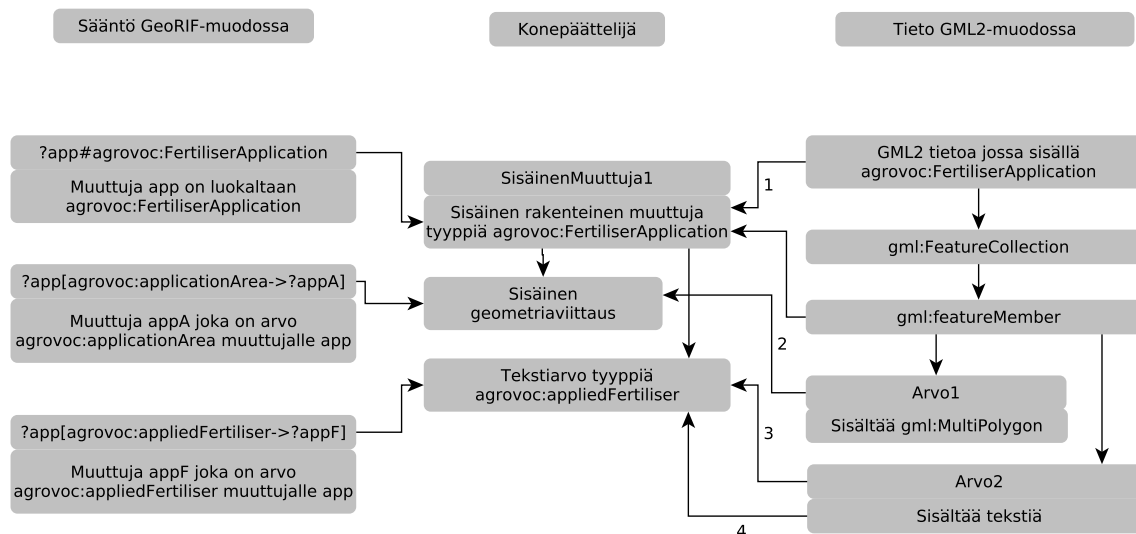 Sääntö GeoRIF-muodossa
Konepäättelijä
Tieto GML2-muodossa
?app#agrovoc:FertiliserApplication
Muuttuja app on luokaltaan
agrovoc:FertiliserApplication
?app[agrovoc:applicationArea->?appA]
Muuttuja appA joka on arvo
agrovoc:applicationArea muuttujalle app
?app[agrovoc:appliedFertiliser->?appF]
Muuttuja appF joka on arvo
agrovoc:appliedFertiliser muuttujalle app
SisäinenMuuttuja1
Sisäinen rakenteinen muuttuja
tyyppiä agrovoc:FertiliserApplication
Sisäinen
geometriaviittaus
Tekstiarvo tyyppiä
agrovoc:appliedFertiliser
1
2
3
4
GML2 tietoa jossa sisällä
agrovoc:FertiliserApplication
gml:FeatureCollection
gml:featureMember
Arvo1
Sisältää gml:MultiPolygon
Arvo2
Sisältää tekstiä